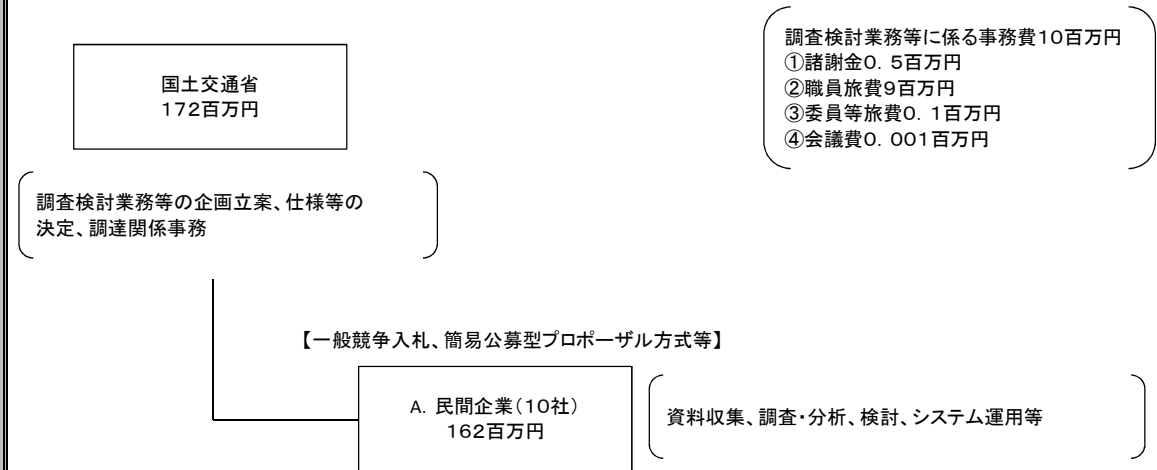 国土交通省
172百万円
調査検討業務等に係る事務費10百万円
①諸謝金0．5百万円
②職員旅費9百万円
③委員等旅費0．1百万円
④会議費0．001百万円
調査検討業務等の企画立案、仕様等の
決定、調達関係事務
【一般競争入札、簡易公募型プロポーザル方式等】
A．民間企業（10社）
162百万円
資料収集、調査・分析、検討、システム運用等